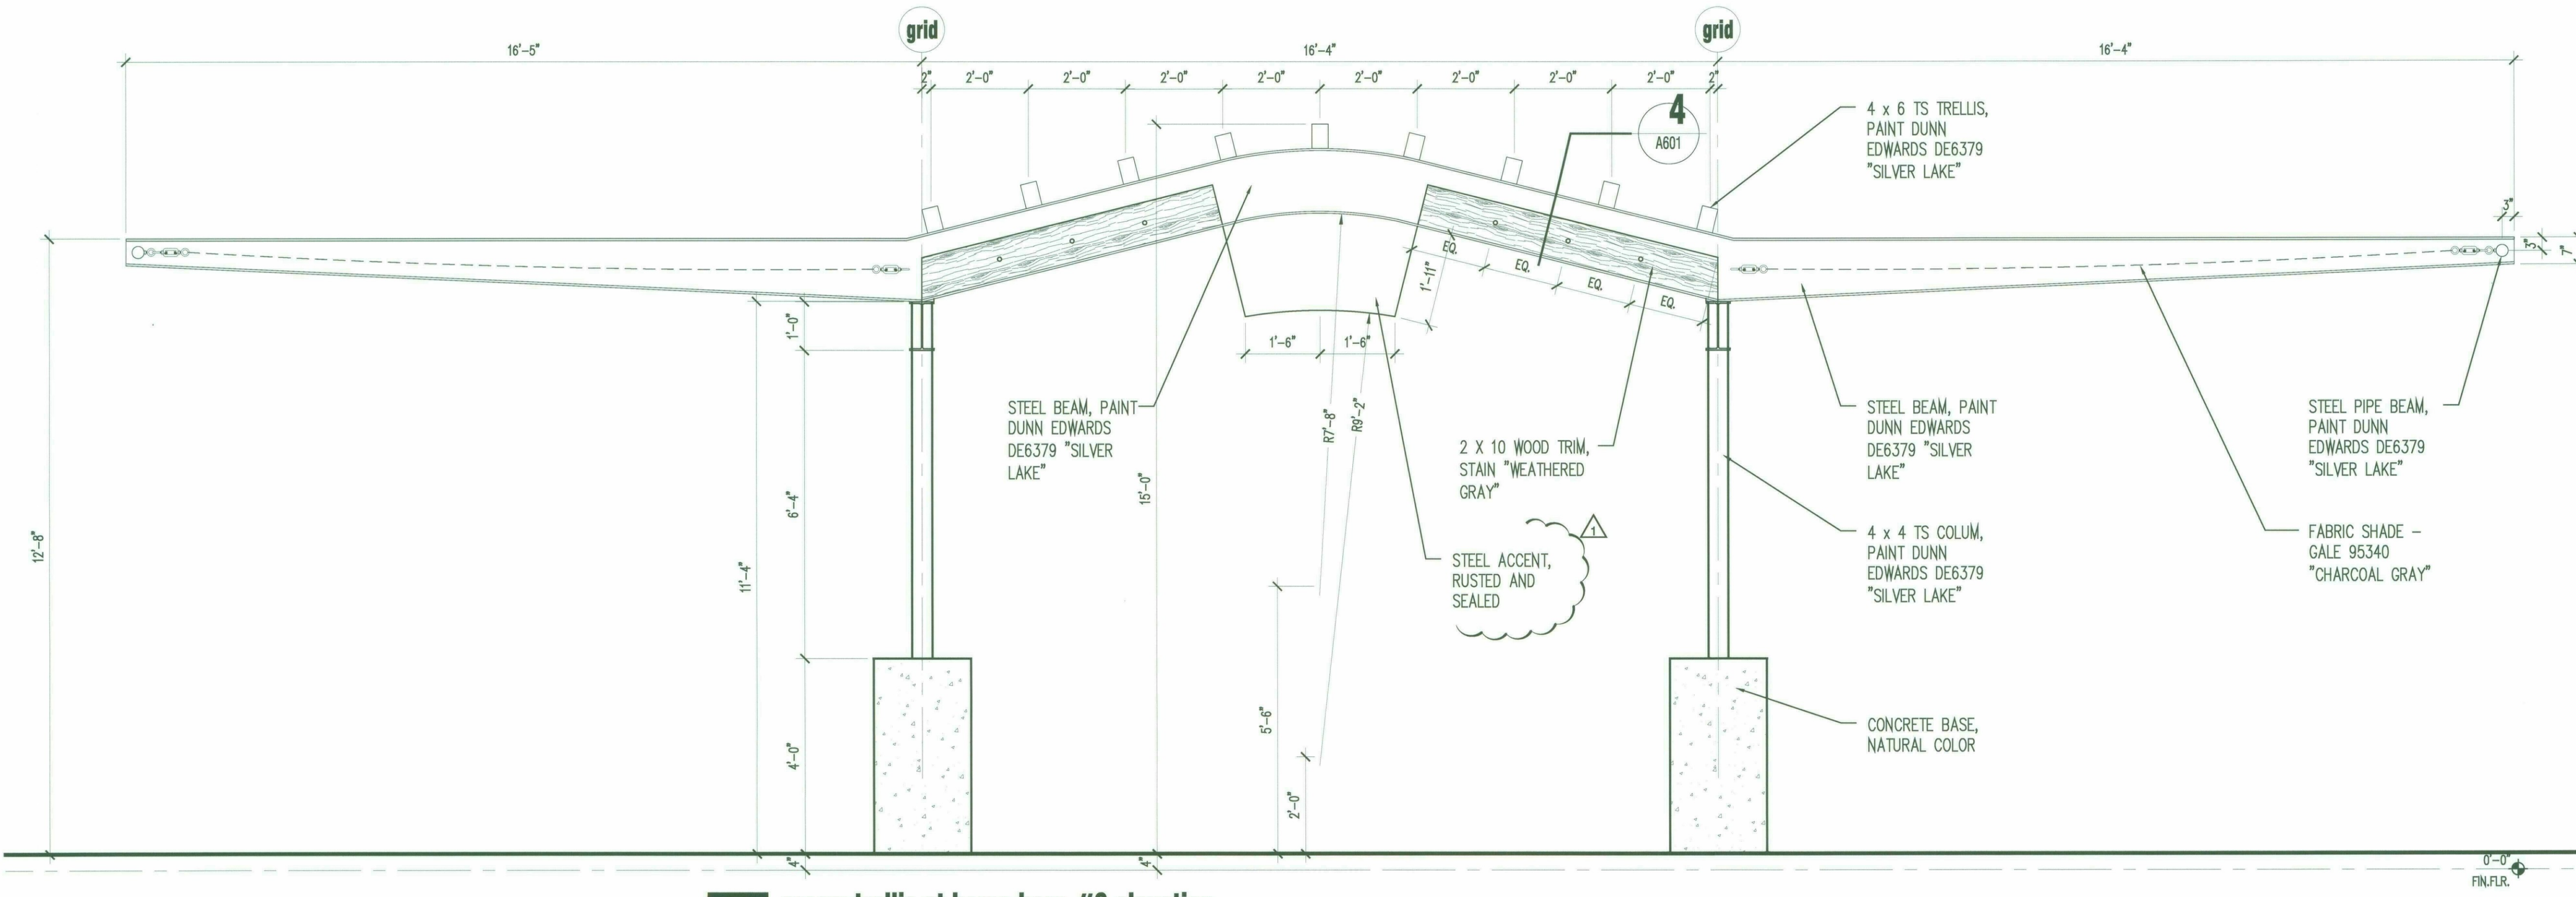 grid
grid
16'-5"
16'-4"
16'-4"
2"
2'-0"
2'-0"
2'-0"
2'-0"
2'-0"
2'-0"
2'-0"
2'-0"
2"
4
A601
4 x 6 TS TRELLIS,
PAINT DUNN
EDWARDS DE6379
"SILVER LAKE"
3"
3"
7"
EQ.
EQ.
EQ.
EQ.
1'-11"
1'-0"
1'-6"
1'-6"
STEEL BEAM, PAINT
DUNN EDWARDS
DE6379 "SILVER
LAKE"
R7'-8"
R9'-2"
2 X 10 WOOD TRIM,
STAIN "WEATHERED
GRAY"
STEEL BEAM, PAINT
DUNN EDWARDS
DE6379 "SILVER
LAKE"
STEEL PIPE BEAM,
PAINT DUNN
EDWARDS DE6379
"SILVER LAKE"
15'-0"
6'-4"
12'-8"
11'-4"
1
STEEL ACCENT,
RUSTED AND
SEALED
4 x 4 TS COLUM,
PAINT DUNN
EDWARDS DE6379
"SILVER LAKE"
FABRIC SHADE –
GALE 95340
"CHARCOAL GRAY"
5'-6"
4'-0"
2'-0"
CONCRETE BASE,
NATURAL COLOR
4"
4"
0'-0"
FIN.FLR.